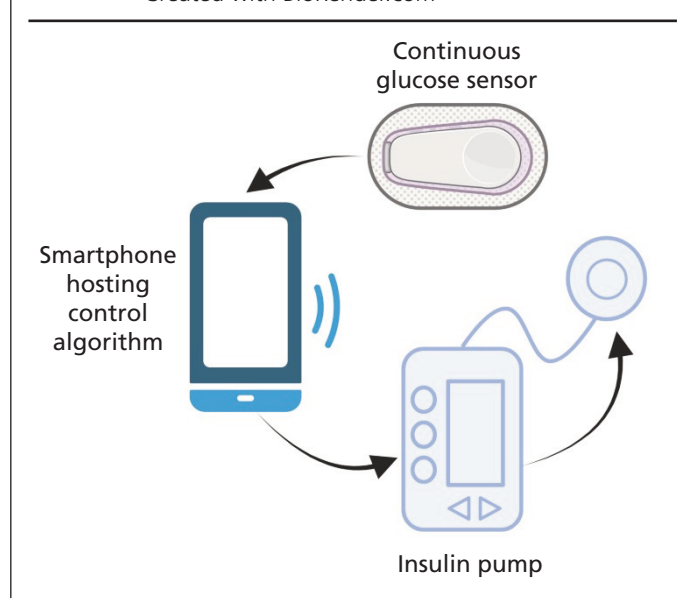 Continuous
glucose sensor
Smartphone
hosting
control
algorithm
Insulin pump